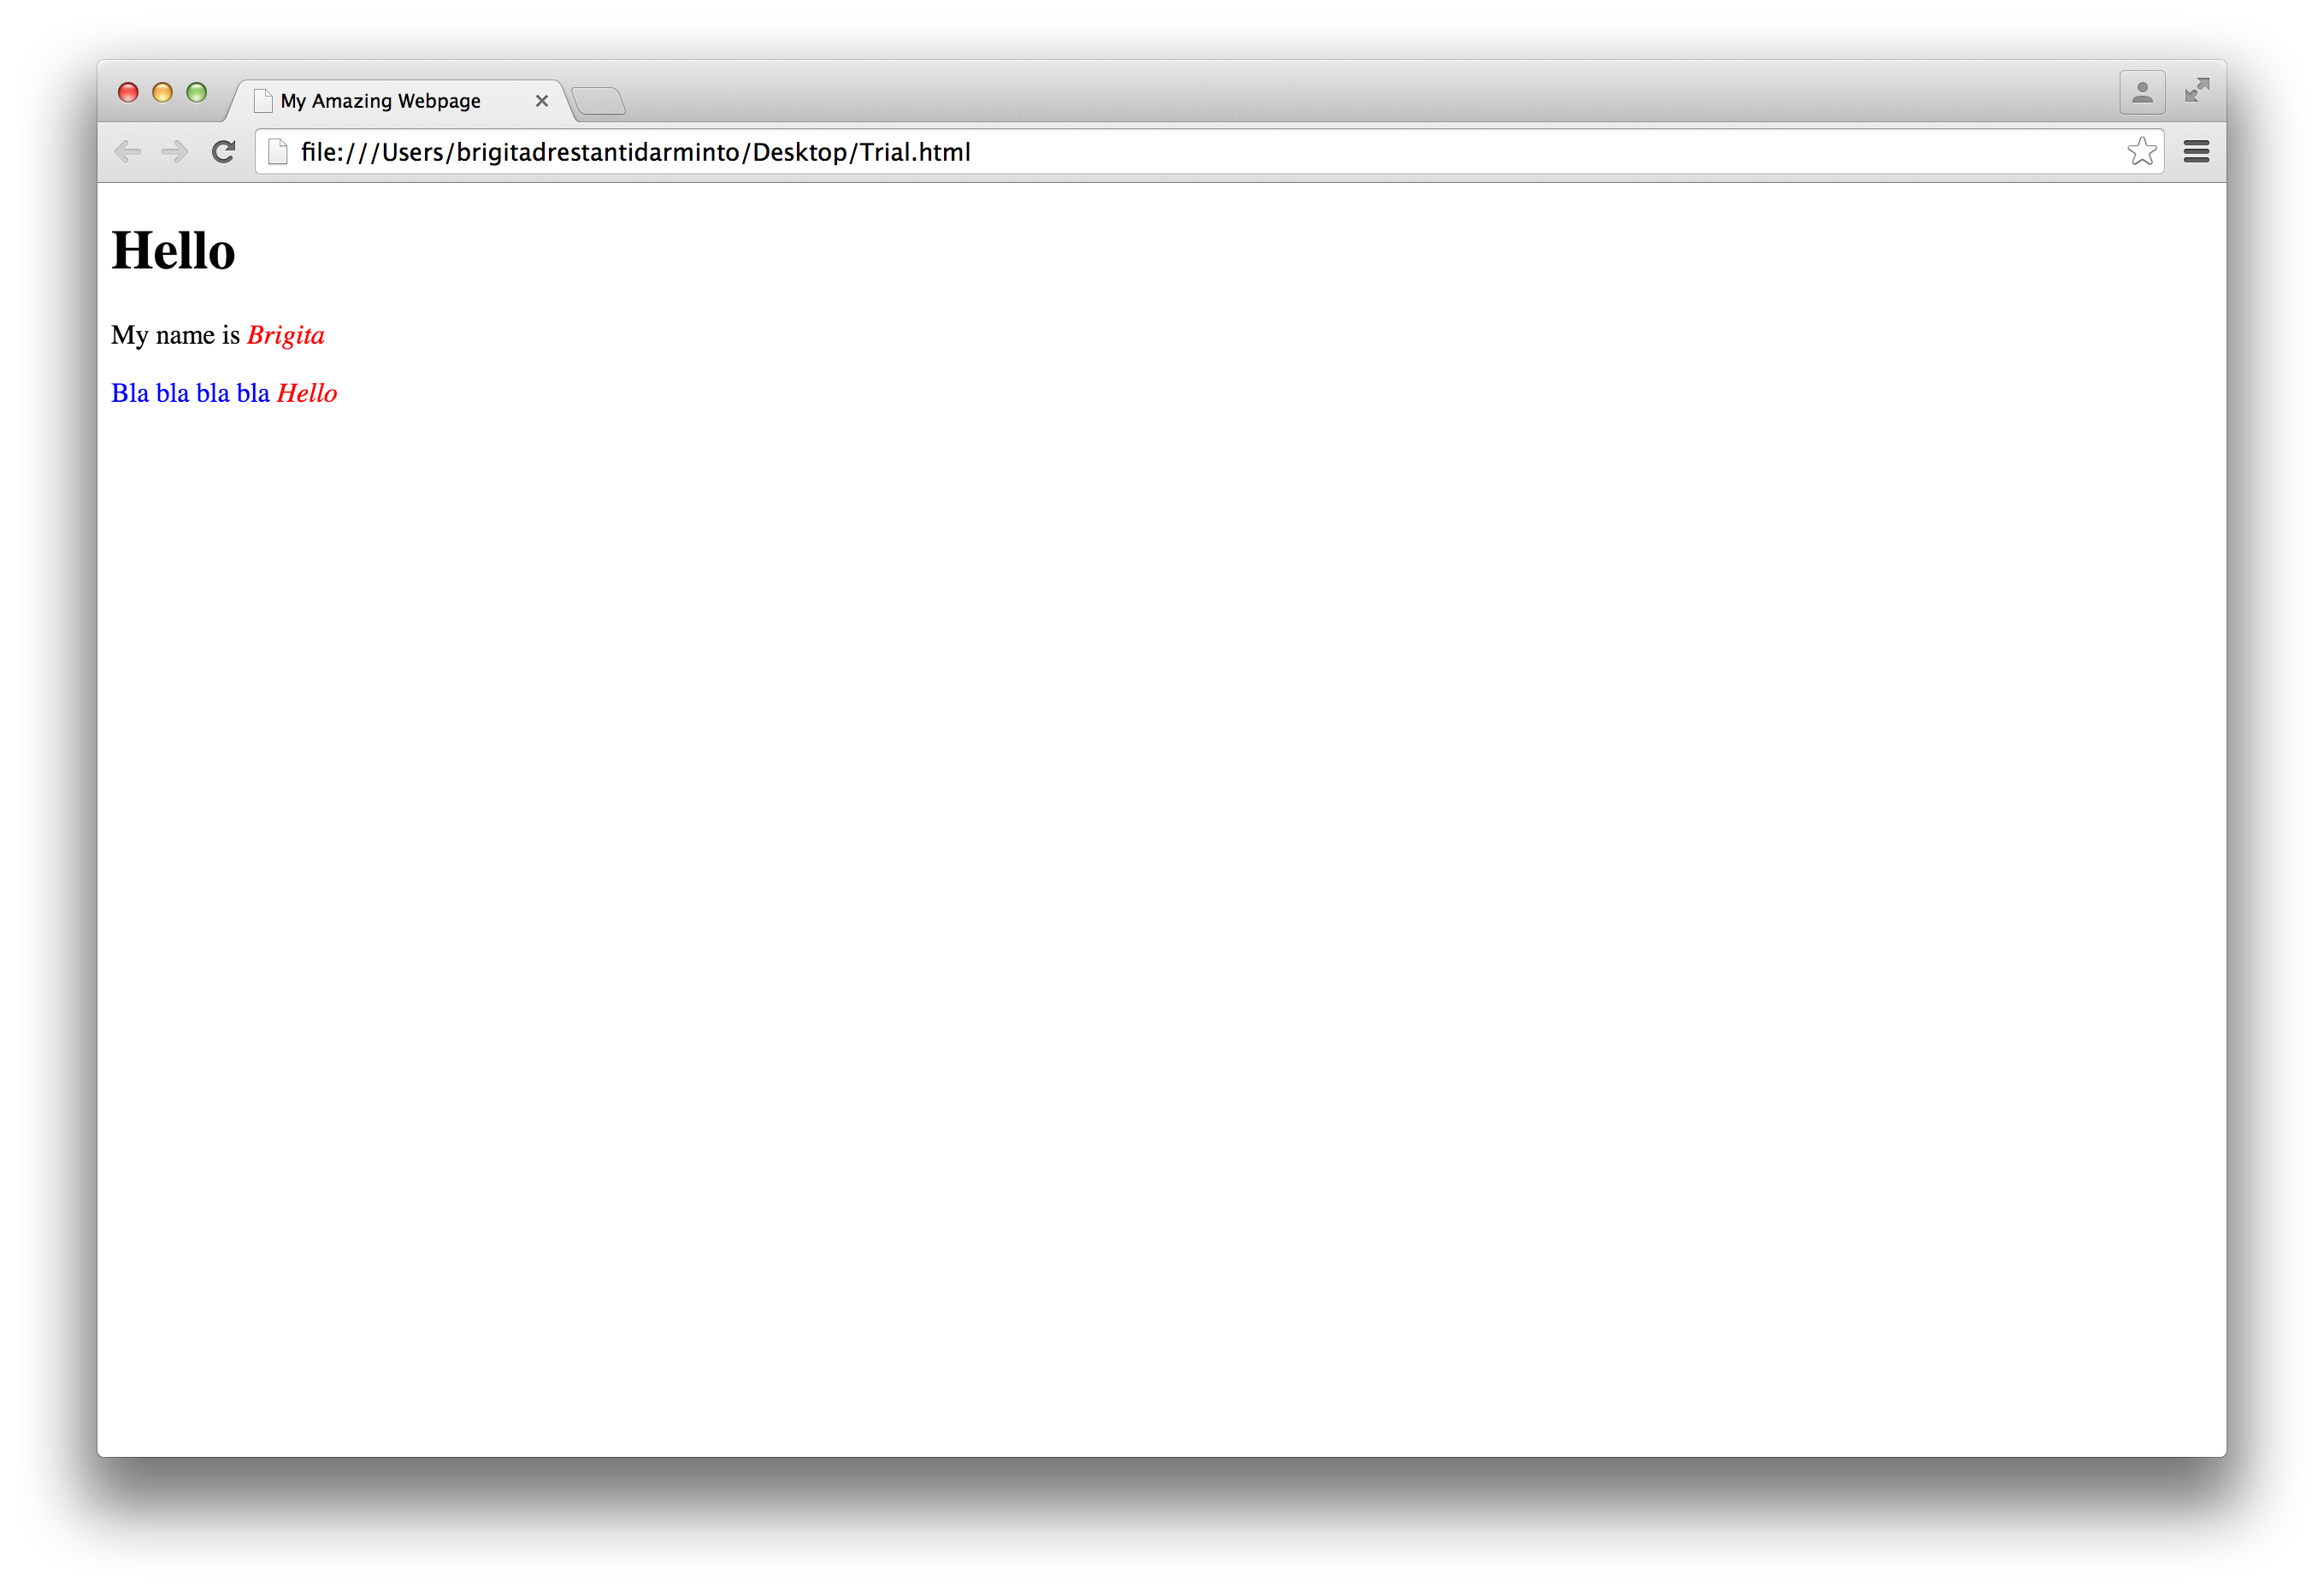 My Amazing Webpage
file:///Users/brigitadrestantidarminto/Desktop/Trial.html
Hello
My name is Brigita
Bla bla bla bla Hello